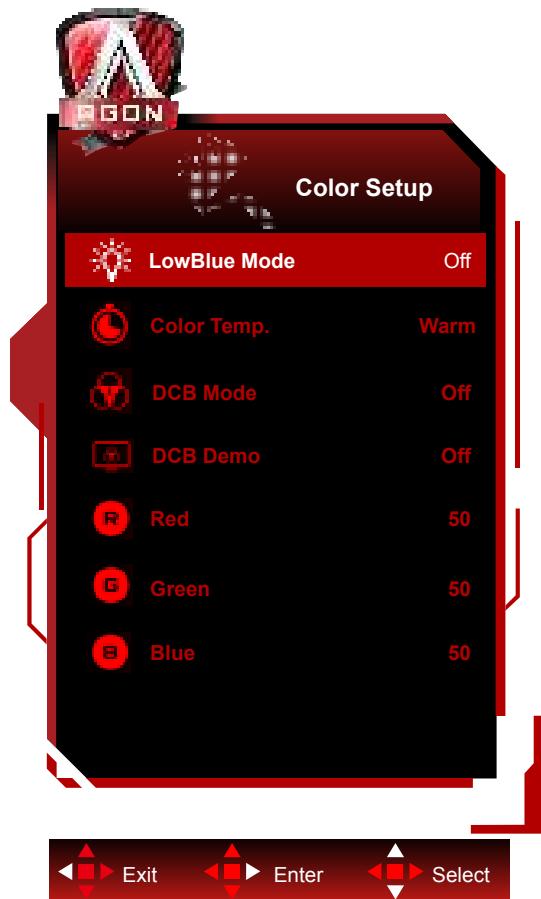 AGON
Color Setup
LowBlue Mode Off
Color Temp. Warm
DCB Mode Off
DCB Demo Off
R Red 50
G Green 50
B Blue 50
Exit Enter Select